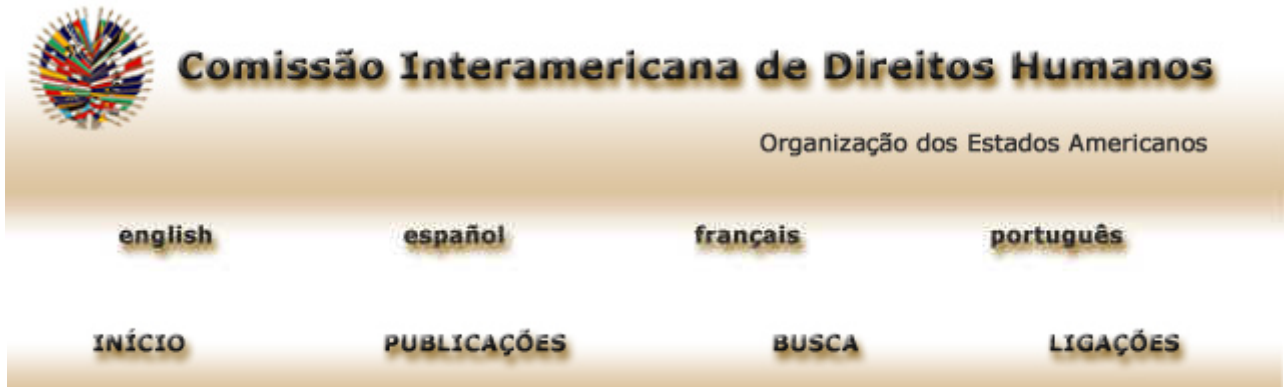 Comissão Interamericana de Direitos Humanos
Organização dos Estados Americanos
english español français português
INÍCIO PUBLICAÇÕES BUSCA LIGAÇÕES